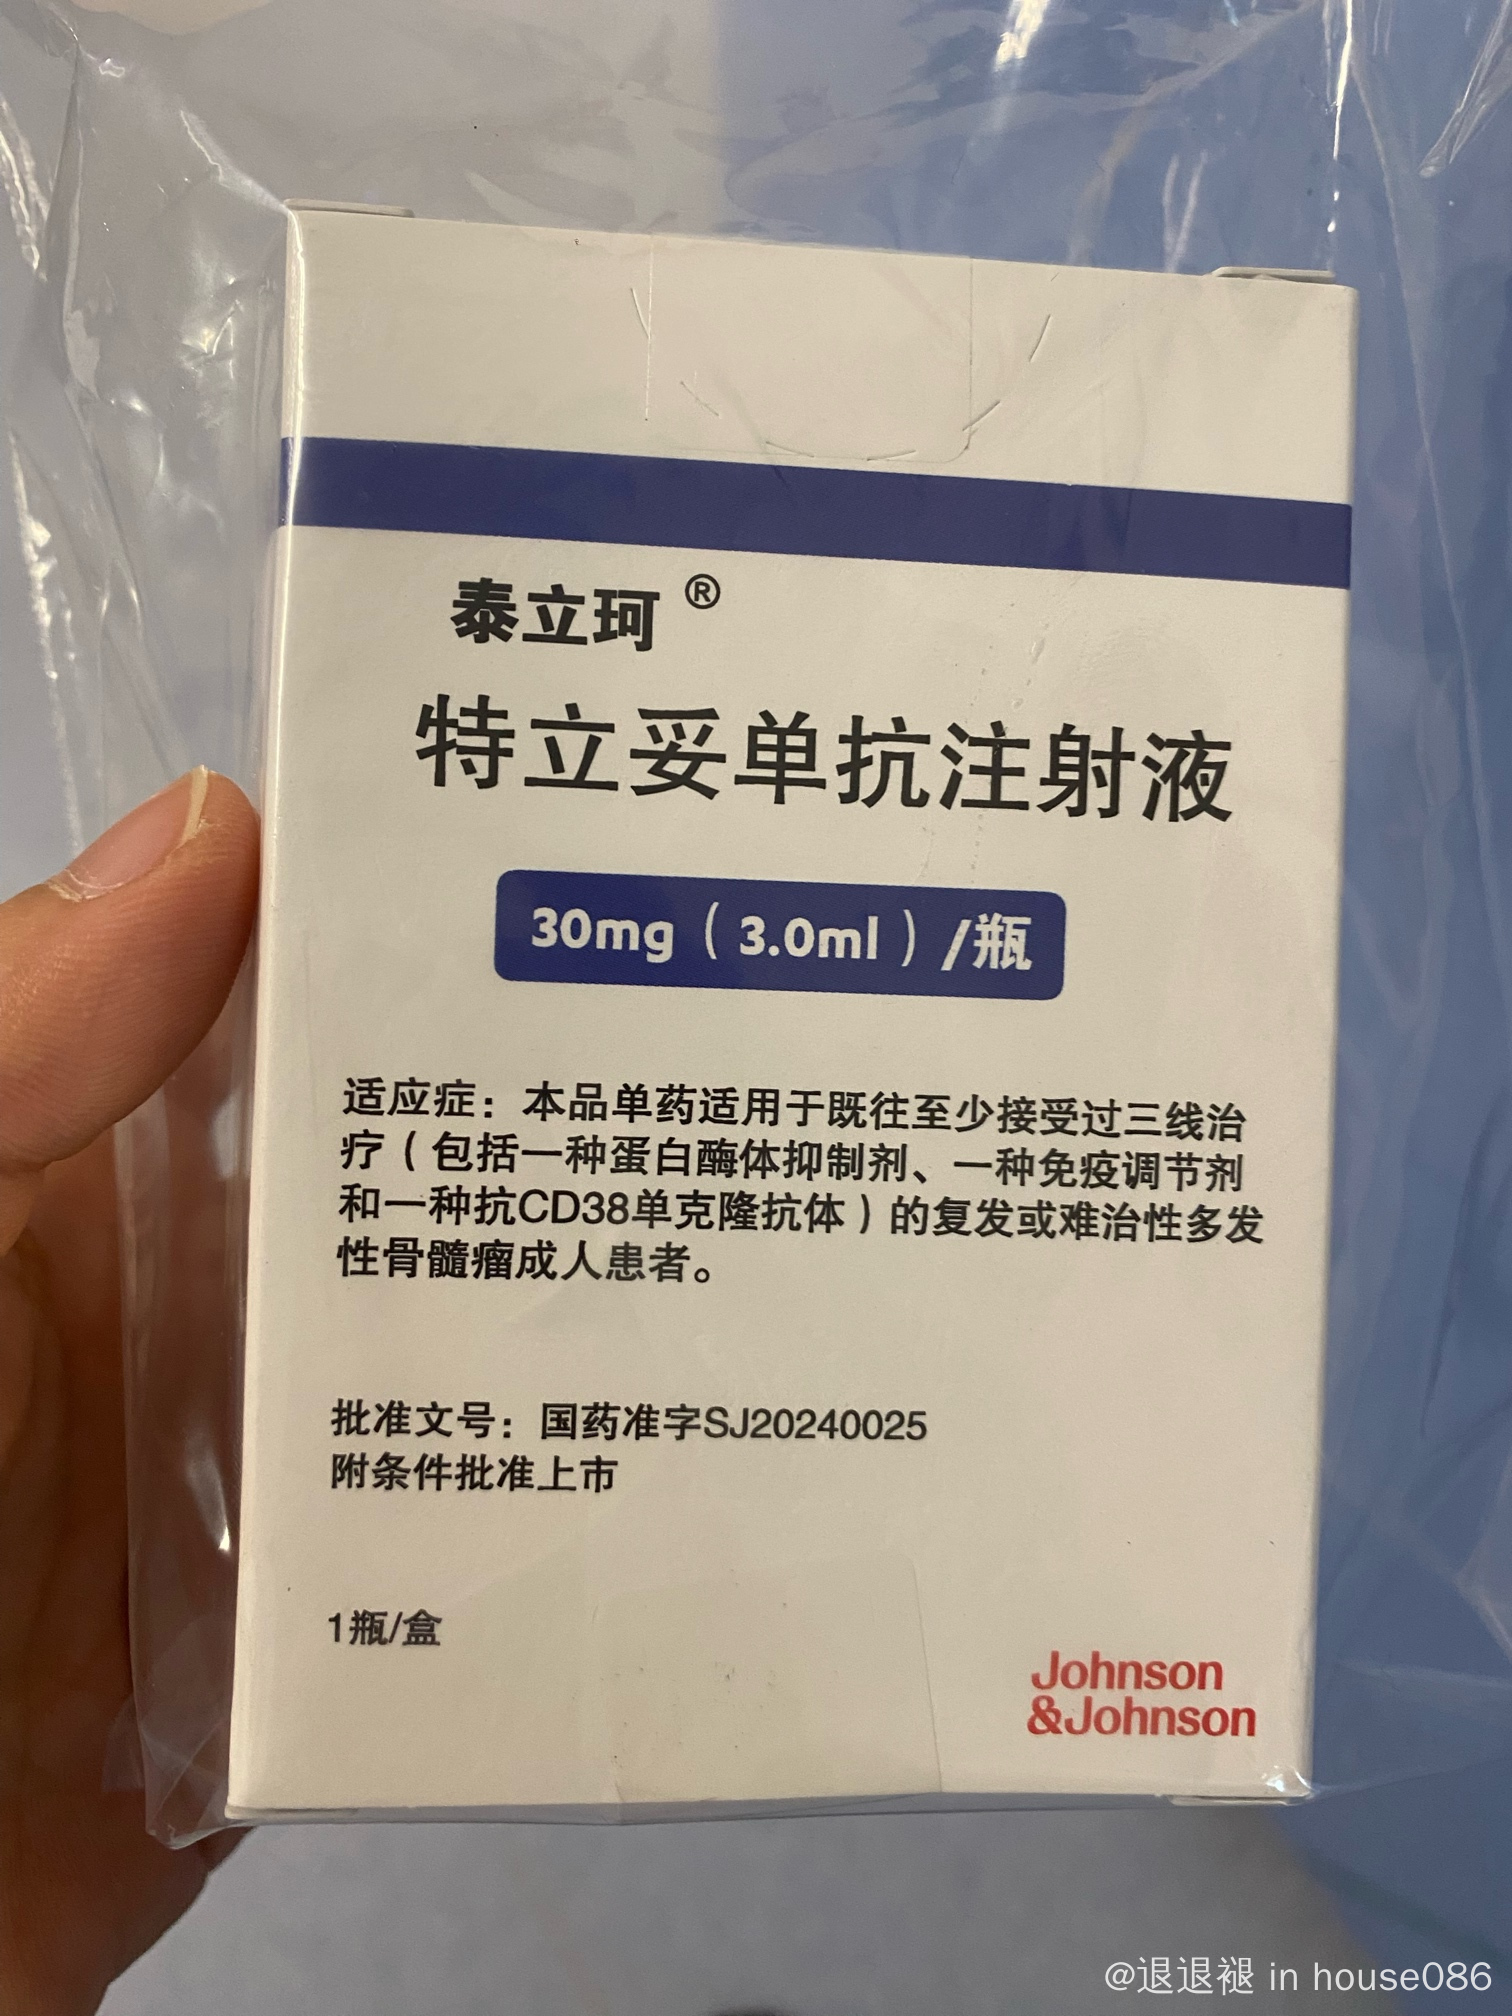 泰立珂®
特立妥单抗注射液
30mg（3.0ml）/瓶
适应症：本品单药适用于既往至少接受过三线治
疗（包括一种蛋白酶体抑制剂、一种免疫调节剂
和一种抗CD38单克隆抗体）的复发或难治性多发
性骨髓瘤成人患者。
批准文号：国药准字SJ20240025
附条件批准上市
1瓶/盒
Johnson
&Johnson
@退退褪 in house086